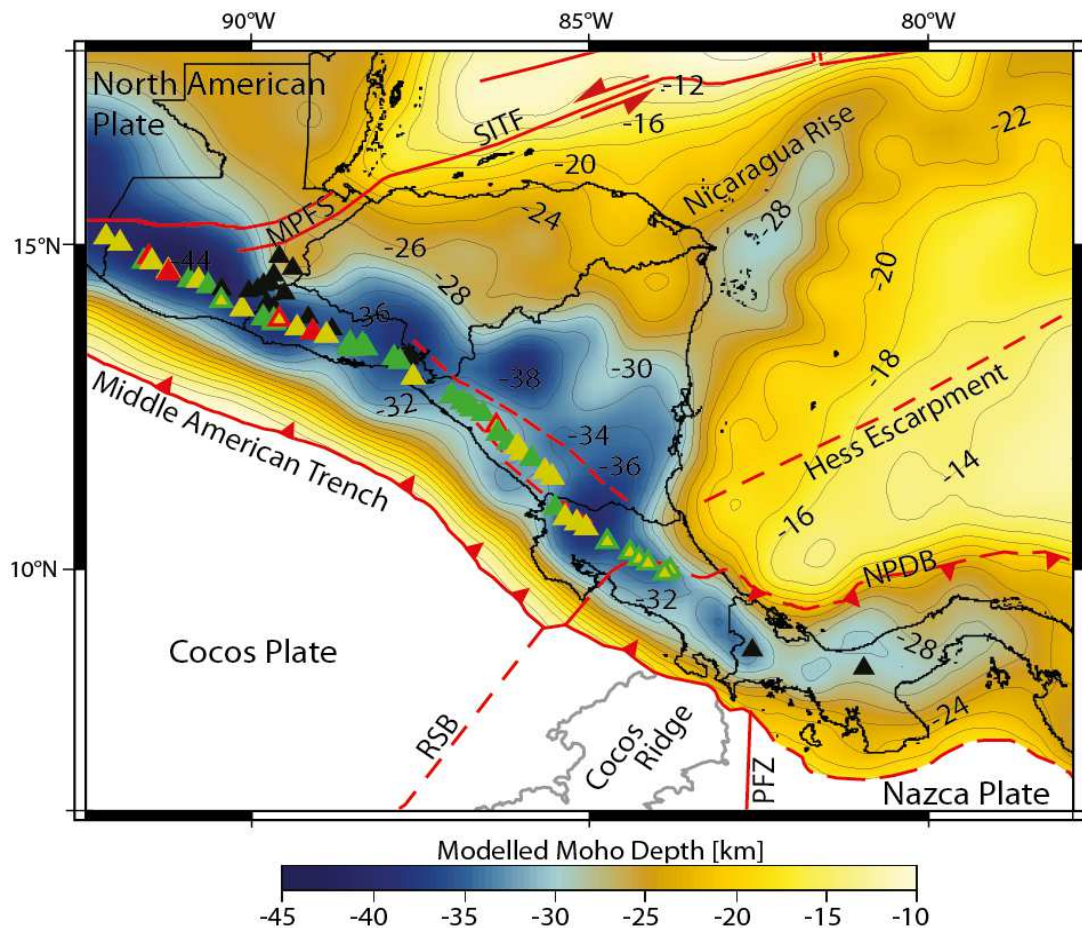 90°W
85°W
80°W
North American
Plate
-12
SITF
-16
-22
-20
Nicaragua Rise
MPFS
-24
-28
15°N
-26
-44
-28
-20
-36
-18
-38
-30
-32
Hess Escarpment
Middle American Trench
-34
-36
-14
-16
10°N
NPDB
-32
-28
Cocos Plate
-24
RSB
Cocos
Ridge
PFZ
Nazca Plate
Modelled Moho Depth [km]
-45
-40
-35
-30
-25
-20
-15
-10